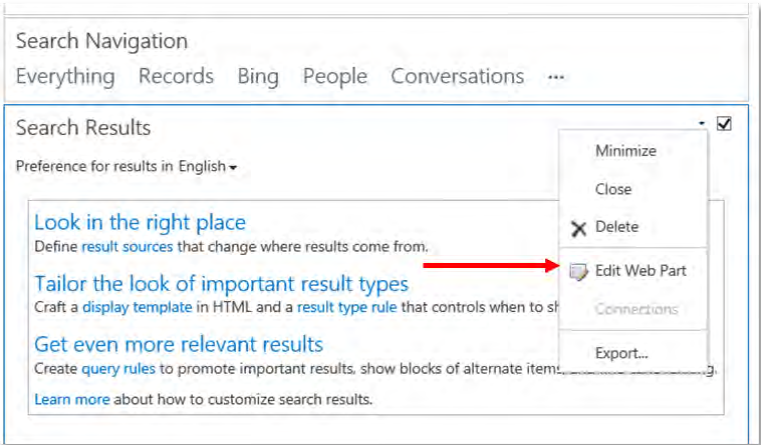 Search Navigation
Everything Records Bing People Conversations ...
Search Results
Preference for results in English
Minimize
Close
Delete
Edit Web Part
Connections
Export...
Look in the right place
Define result sources that change where results come from.
Tailor the look of important result types
Craft a display template in HTML and a result type rule that controls when to
Get even more relevant results
Create query rules to promote important results, show blocks of alternate items,
Learn more about how to customize search results.